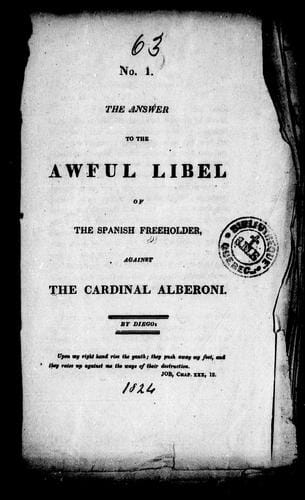 63
No. 1.
THE ANSWER
TO THE
AWFUL LIBEL
OF
THE SPANISH FREEHOLDER,
AGAINST
THE CARDINAL ALBERONI.
BY DIEGO.
Upon my right hand rise the youth; they push away my feet, and
they raise up against me the ways of their destruction.
JOB, CHAP. XXX, 12.
1824
BIBLIOTHEQUE
QUEBEC